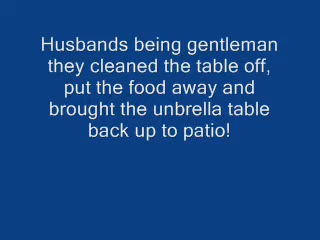 Husbands being gentleman
they cleaned the table off,
put the food away and
brought the unbrella table
back up to patio!